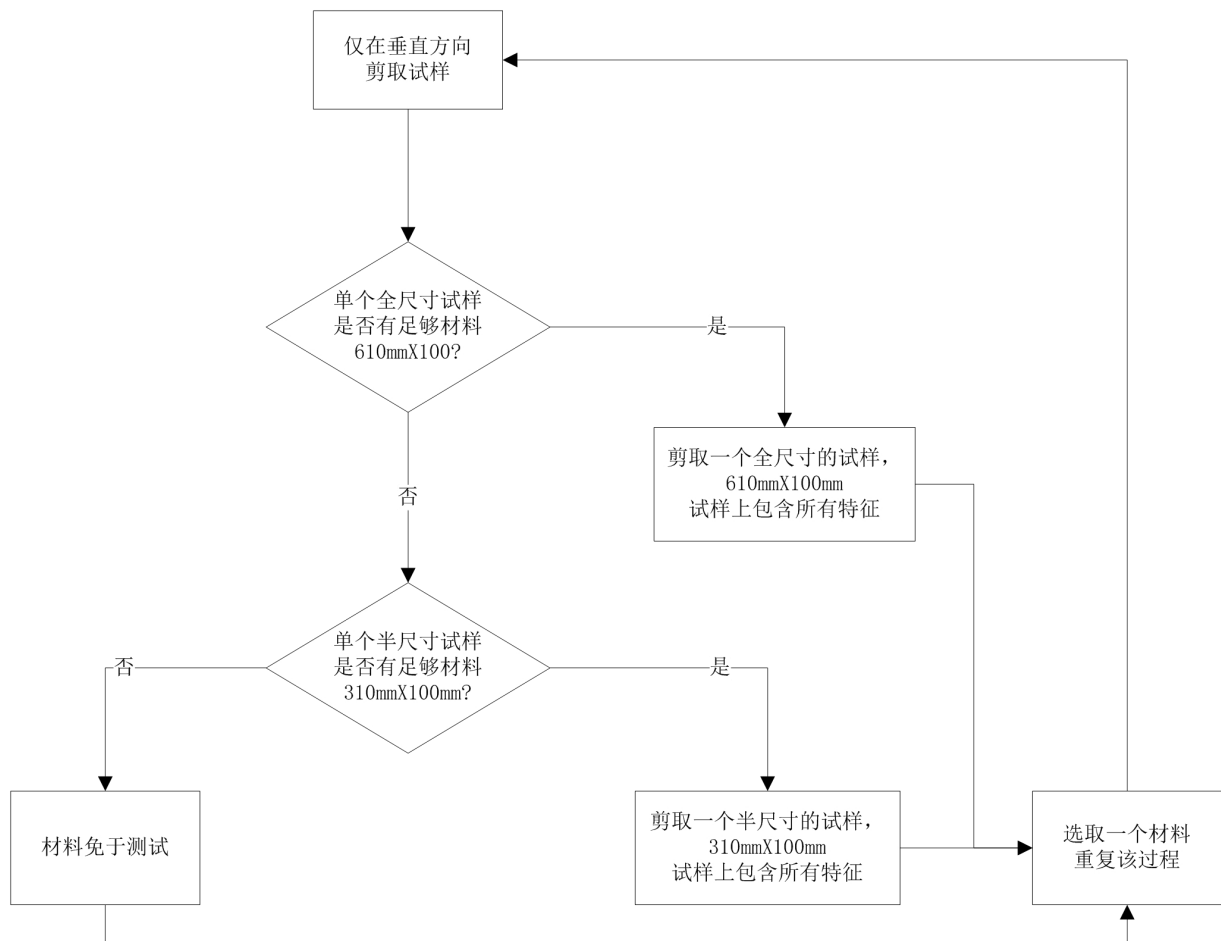 仅在垂直方向
剪取试样
单个全尺寸试样
是否有足够材料
610mmX100?
是
剪取一个全尺寸的试样，
610mmX100mm
试样上包含所有特征
否
单个半尺寸试样
是否有足够材料
310mmX100mm?
否
是
材料免于测试
剪取一个半尺寸的试样，
310mmX100mm
试样上包含所有特征
选取一个材料
重复该过程